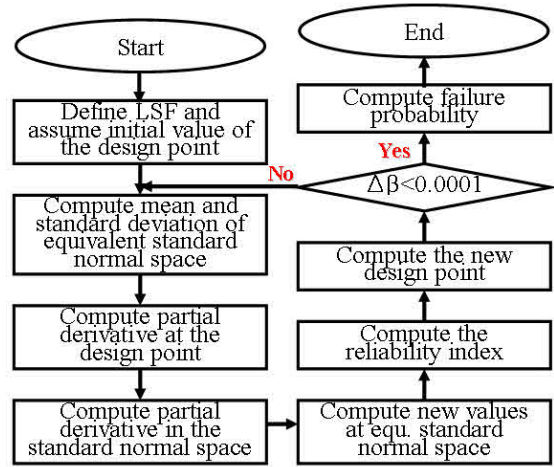 Start
Define LSF and
assume initial value of
the design point
Compute mean and
standard deviation of
equivalent standard
normal space
Compute partial
derivative at the
design point
Compute partial
derivative in the
standard normal space
Compute new values
at equ. standard
normal space
Compute the
reliability index
Compute the new
design point
Δβ<0.0001
No
Yes
Compute failure
probability
End